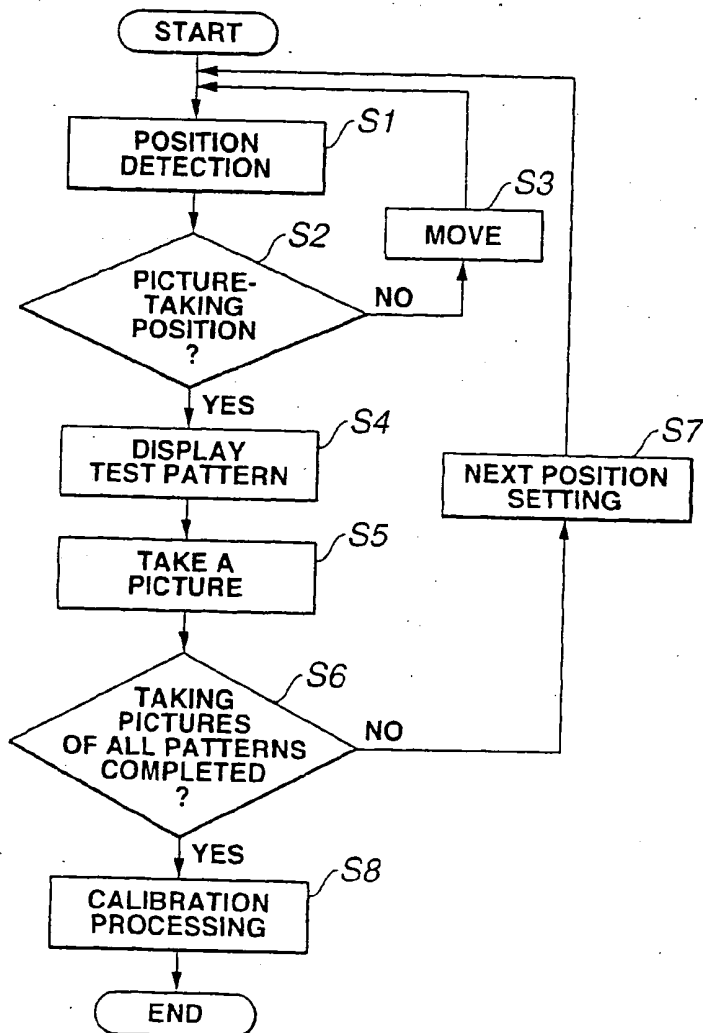 START
POSITION
DETECTION
S1
S2
PICTURE-
TAKING
POSITION
?
NO
S3
MOVE
YES
S4
DISPLAY
TEST PATTERN
S5
TAKE A
PICTURE
S6
TAKING
PICTURES
OF ALL PATTERNS
COMPLETED
?
NO
S7
NEXT POSITION
SETTING
YES
S8
CALIBRATION
PROCESSING
END